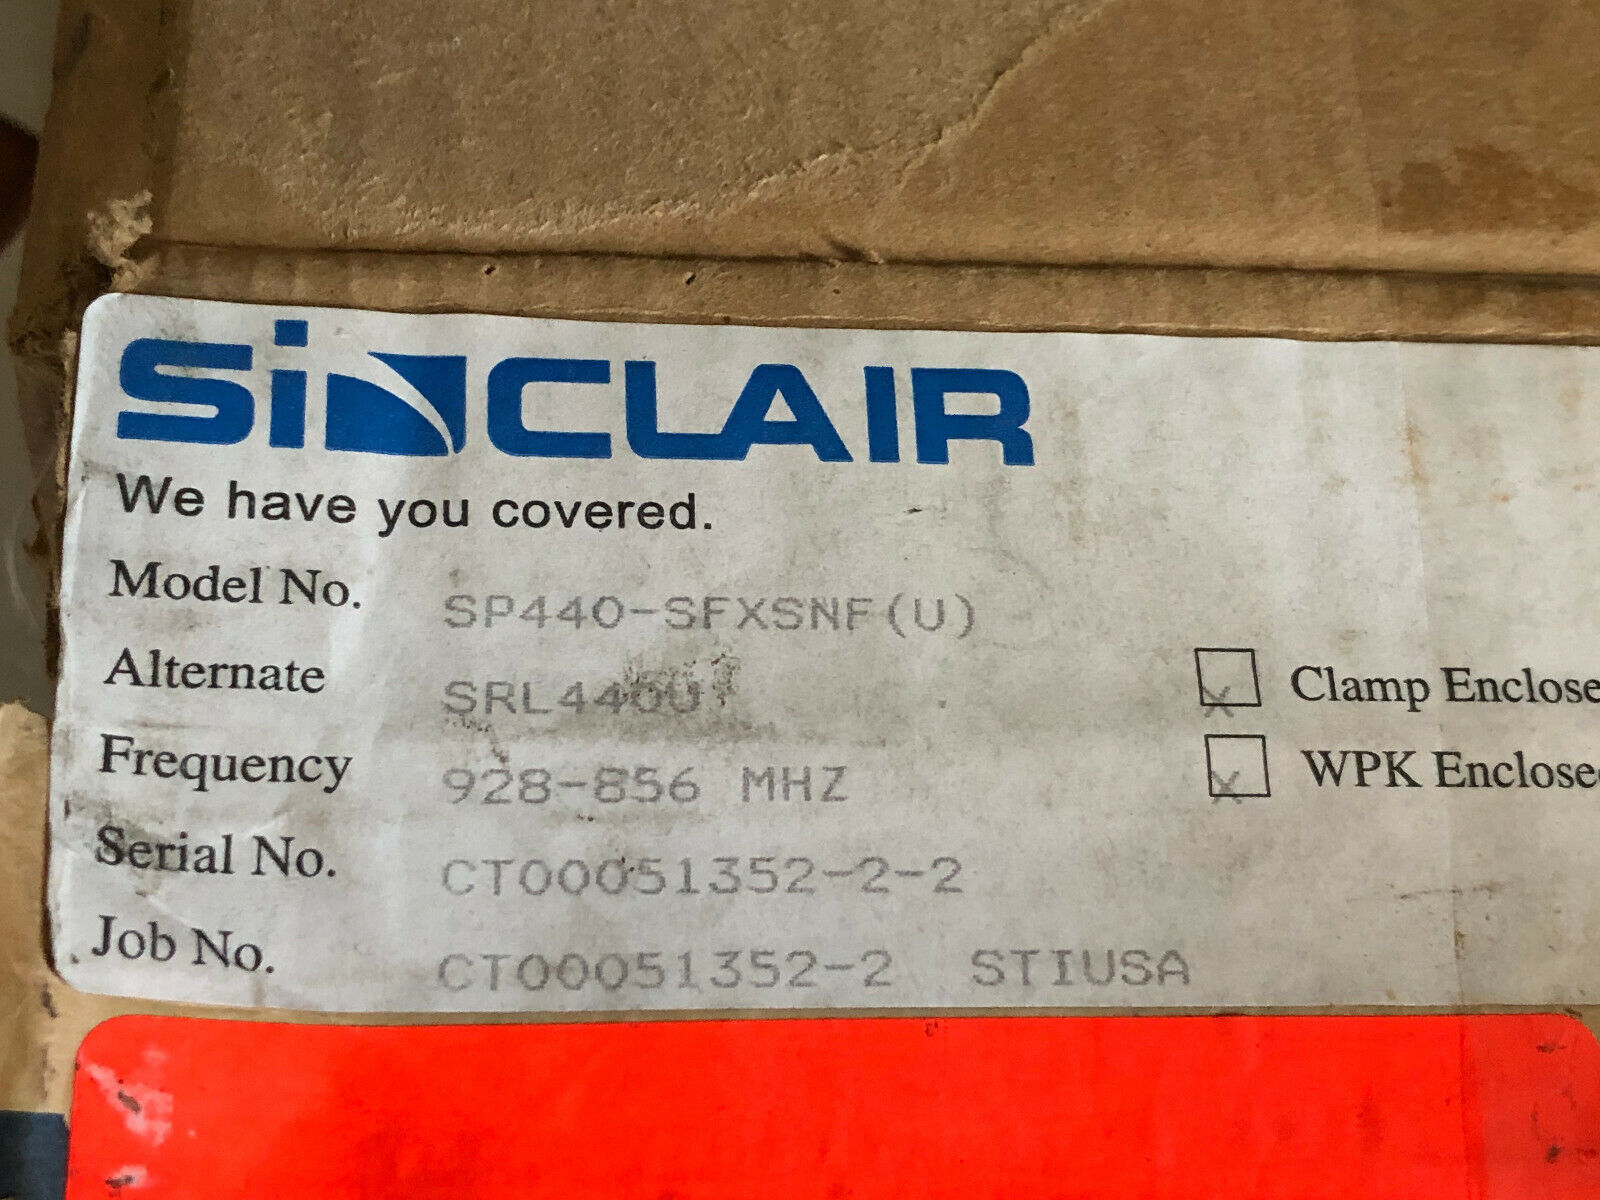 SiNCLAIR
We have you covered.
Model No. SP440-SFXSNF(U)
Alternate SRL440U
X Clamp Enclose
Frequency 928-856 MHZ
X WPK Enclosed
Serial No. CT00051352-2-2
Job No. CT00051352-2 STIUSA